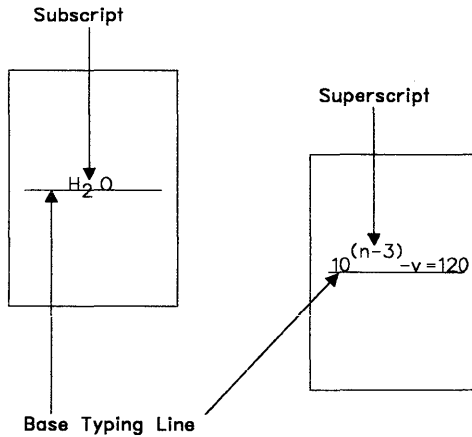 Subscript
H₂O
Superscript
10⁽ⁿ⁻³⁾-v=120
Base Typing Line